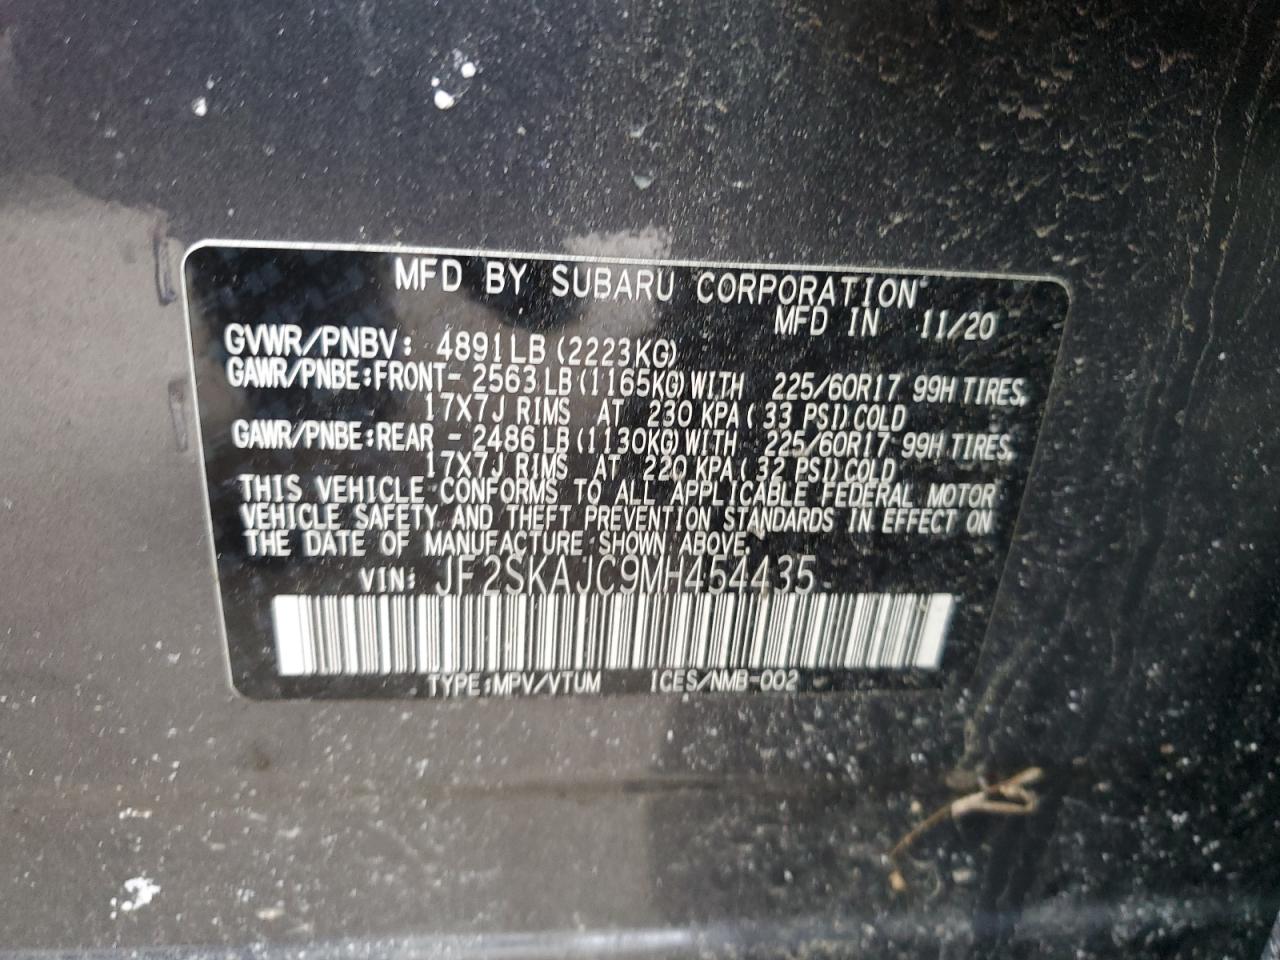 MFD BY SUBARU CORPORATION
MFD IN 11/20
GVWR/PNBV: 4891LB (2223KG)
GAWR/PNBE:FRONT- 2563 LB(1165KG)WITH 225/60R17 99H TIRES,
17X7J RIMS AT 230 KPA( 33 PSI)COLD
GAWR/PNBE:REAR - 2486 LB(1130KG)WITH 225/60R17 99H TIRES,
17X7J RIMS AT 220 KPA( 32 PSI)COLD
THIS VEHICLE CONFORMS TO ALL APPLICABLE FEDERAL MOTOR
VEHICLE SAFETY AND THEFT PREVENTION STANDARDS IN EFFECT ON
THE DATE OF MANUFACTURE SHOWN ABOVE.
VIN: JF2SKAJC9MH454435
TYPE:MPV/VTUM ICES/NMB-002